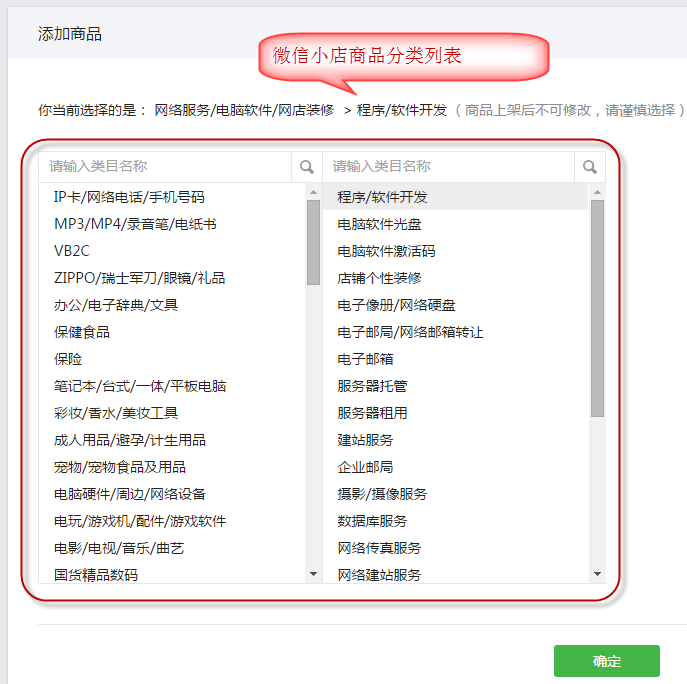 添加商品
微信小店商品分类列表
你当前选择的是： 网络服务/电脑软件/网店装修 > 程序/软件开发 （ 商品上架后不可修改，请谨慎选择 ）
请输入类目名称
IP卡/网络电话/手机号码
MP3/MP4/录音笔/电纸书
VB2C
ZIPPO/瑞士军刀/眼镜/礼品
办公/电子辞典/文具
保健食品
保险
笔记本/台式/一体/平板电脑
彩妆/香水/美妆工具
成人用品/避孕/计生用品
宠物/宠物食品及用品
电脑硬件/周边/网络设备
电玩/游戏机/配件/游戏软件
电影/电视/音乐/曲艺
国货精品数码
请输入类目名称
程序/软件开发
电脑软件光盘
电脑软件激活码
店铺个性装修
电子像册/网络硬盘
电子邮局/网络邮箱转让
电子邮箱
服务器托管
服务器租用
建站服务
企业邮局
摄影/摄像服务
数据库服务
网络传真服务
网络建站服务
确定